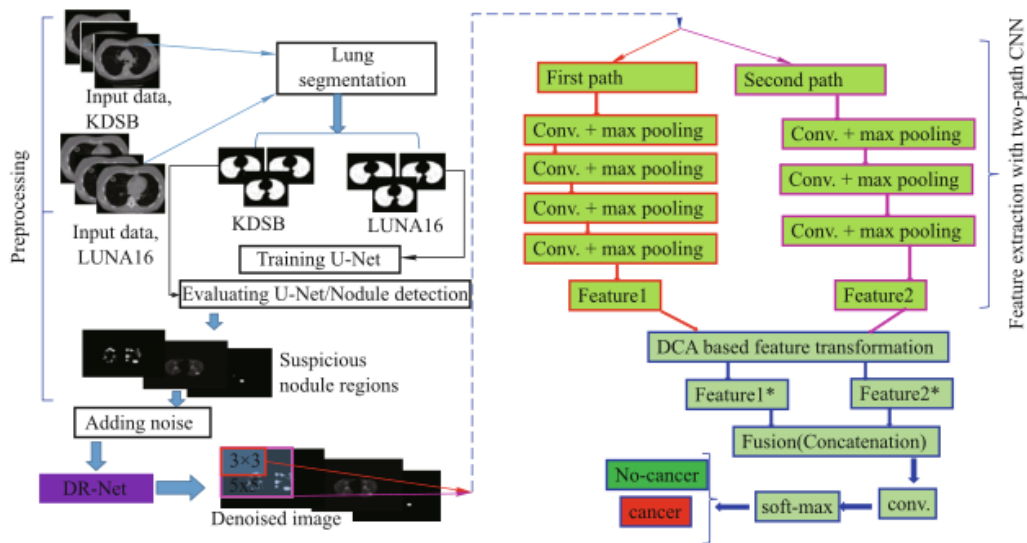 Preprocessing
Input data,
KDSB
Input data,
LUNA16
Lung
segmentation
KDSB
LUNA16
Training U-Net
Evaluating U-Net/Nodule detection
Suspicious
nodule regions
Adding noise
DR-Net
3×3
5×5
Denoised image
First path
Conv. + max pooling
Conv. + max pooling
Conv. + max pooling
Conv. + max pooling
Feature1
Second path
Conv. + max pooling
Conv. + max pooling
Conv. + max pooling
Feature2
Feature extraction with two-path CNN
DCA based feature transformation
Feature1*
Feature2*
Fusion(Concatenation)
conv.
soft-max
No-cancer
cancer